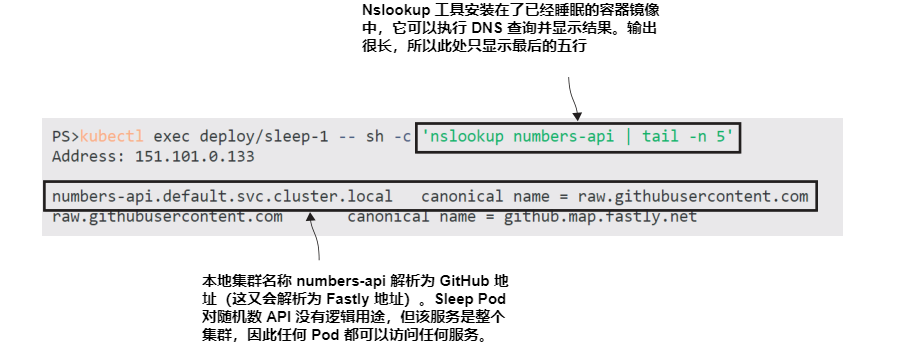 Nslookup 工具安装在了已经睡眠的容器镜像
中，它可以执行 DNS 查询并显示结果。输出
很长，所以此处只显示最后的五行
PS>kubectl exec deploy/sleep-1 -- sh -c 'nslookup numbers-api | tail -n 5'
Address: 151.101.0.133
numbers-api.default.svc.cluster.local   canonical name = raw.githubusercontent.com
raw.githubusercontent.com       canonical name = github.map.fastly.net
本地集群名称 numbers-api 解析为 GitHub 地
址（这又会解析为 Fastly 地址）。Sleep Pod
对随机数 API 没有逻辑用途，但该服务是整个
集群，因此任何 Pod 都可以访问任何服务。